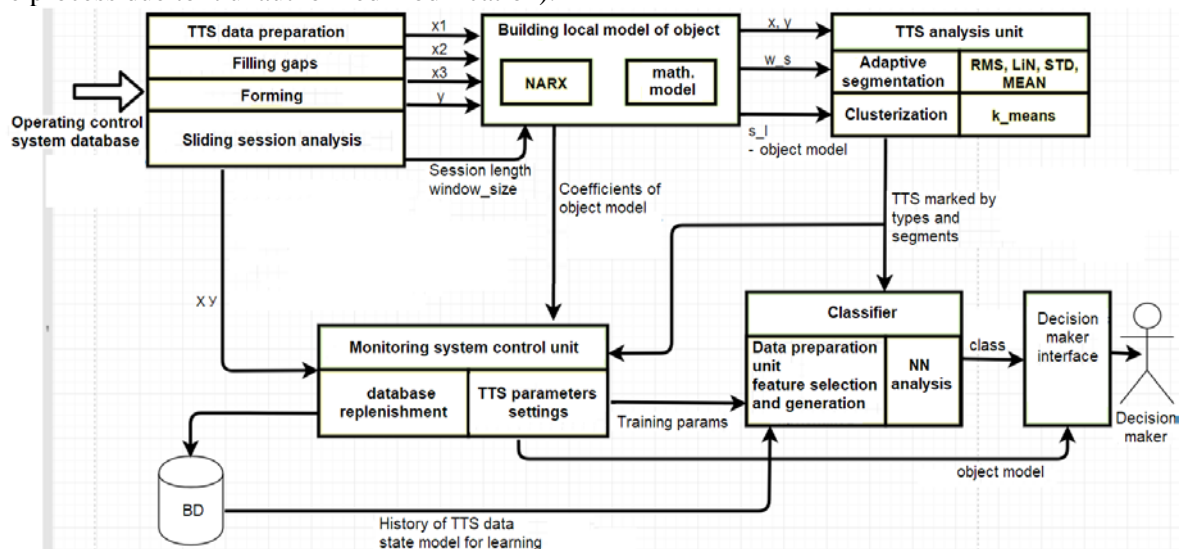 TTS data preparation
Filling gaps
Forming
Sliding session analysis
Operating control
system database
x1
x2
x3
y
Building local model of object
NARX
math.
model
x, y
w_s
s_l
- object model
TTS analysis unit
Adaptive
segmentation
RMS, LiN, STD,
MEAN
Clusterization
k_means
Session length
window_size
Coefficients of
object model
TTS marked by
types and
segments
x y
Monitoring system control unit
database
replenishment
TTS parameters
settings
Training params
Classifier
Data preparation
unit
feature selection
and generation
NN
analysis
class
Decision
maker
interface
Decision
maker
object model
BD
History of TTS data
state model for learning